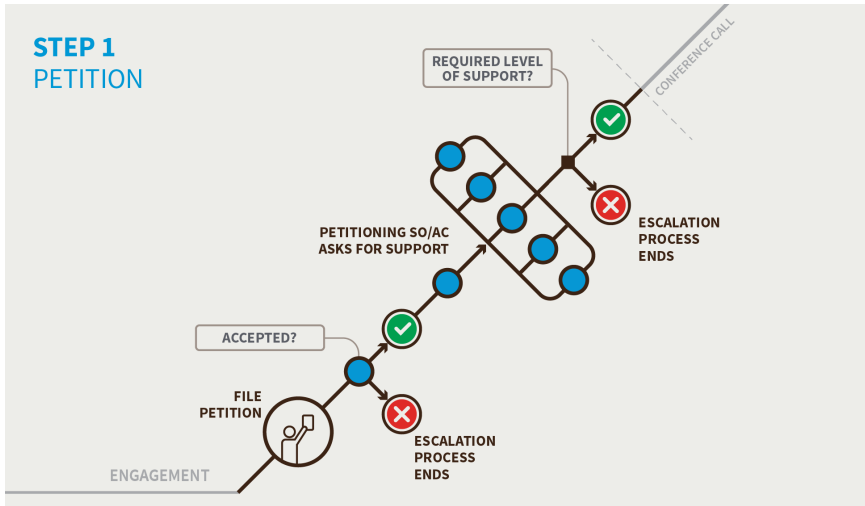 STEP 1
PETITION
CONFERENCE CALL
REQUIRED LEVEL
OF SUPPORT?
ESCALATION
PROCESS
ENDS
PETITIONING SO/AC
ASKS FOR SUPPORT
ACCEPTED?
FILE
PETITION
ESCALATION
PROCESS
ENDS
ENGAGEMENT